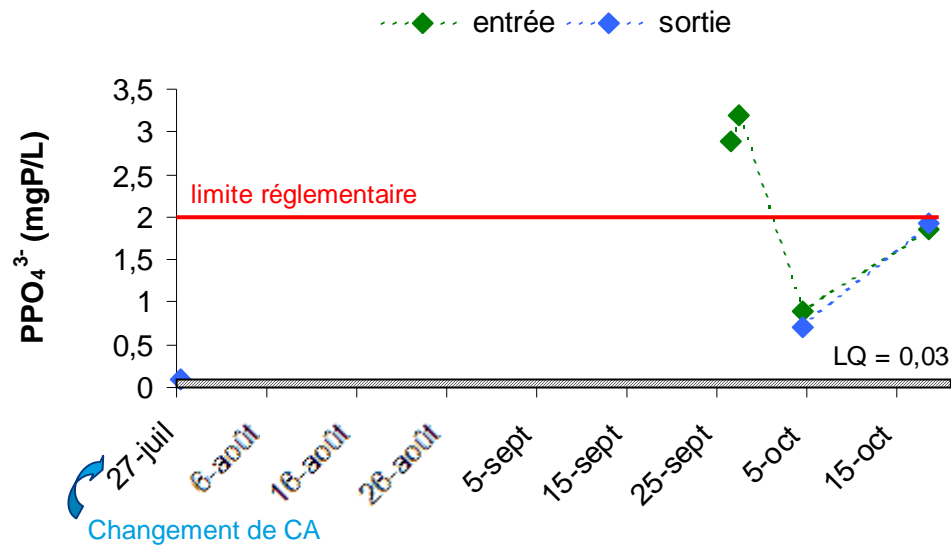 entrée sortie
3,5
3
2,5
2
1,5
1
0,5
0
PPO₄³⁻ (mgP/L)
limite réglementaire
LQ = 0,03
27-juil
6-août
16-août
26-août
5-sept
15-sept
25-sept
5-oct
15-oct
Changement de CA